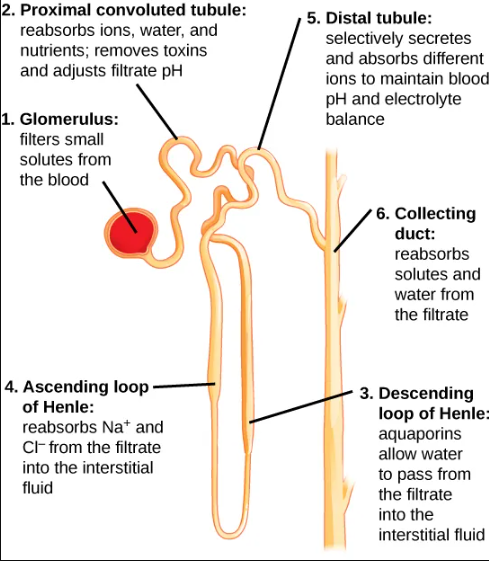 2. Proximal convoluted tubule:
reabsorbs ions, water, and
nutrients; removes toxins
and adjusts filtrate pH
5. Distal tubule:
selectively secretes
and absorbs different
ions to maintain blood
pH and electrolyte
balance
1. Glomerulus:
filters small
solutes from
the blood
6. Collecting
duct:
reabsorbs
solutes and
water from
the filtrate
4. Ascending loop
of Henle:
reabsorbs Na⁺ and
Cl⁻ from the filtrate
into the interstitial
fluid
3. Descending
loop of Henle:
aquaporins
allow water
to pass from
the filtrate
into the
interstitial fluid